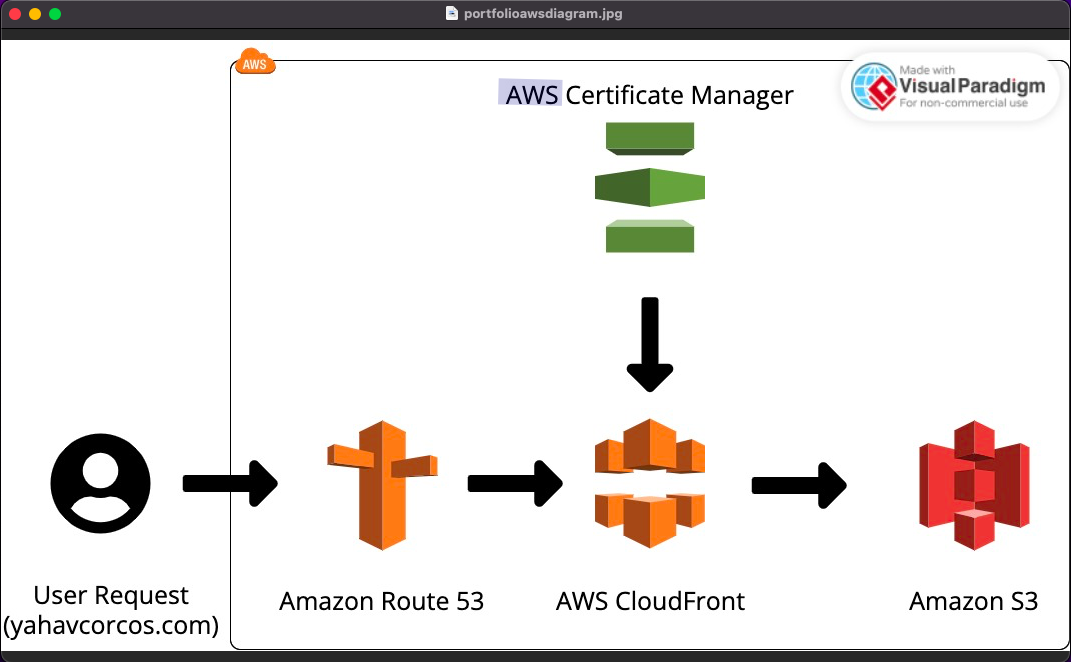 portfolioawsdiagram.jpg
AWS
AWS Certificate Manager
Made with
Visual Paradigm
For non-commercial use
User Request
(yahavcorcos.com)
Amazon Route 53
AWS CloudFront
Amazon S3